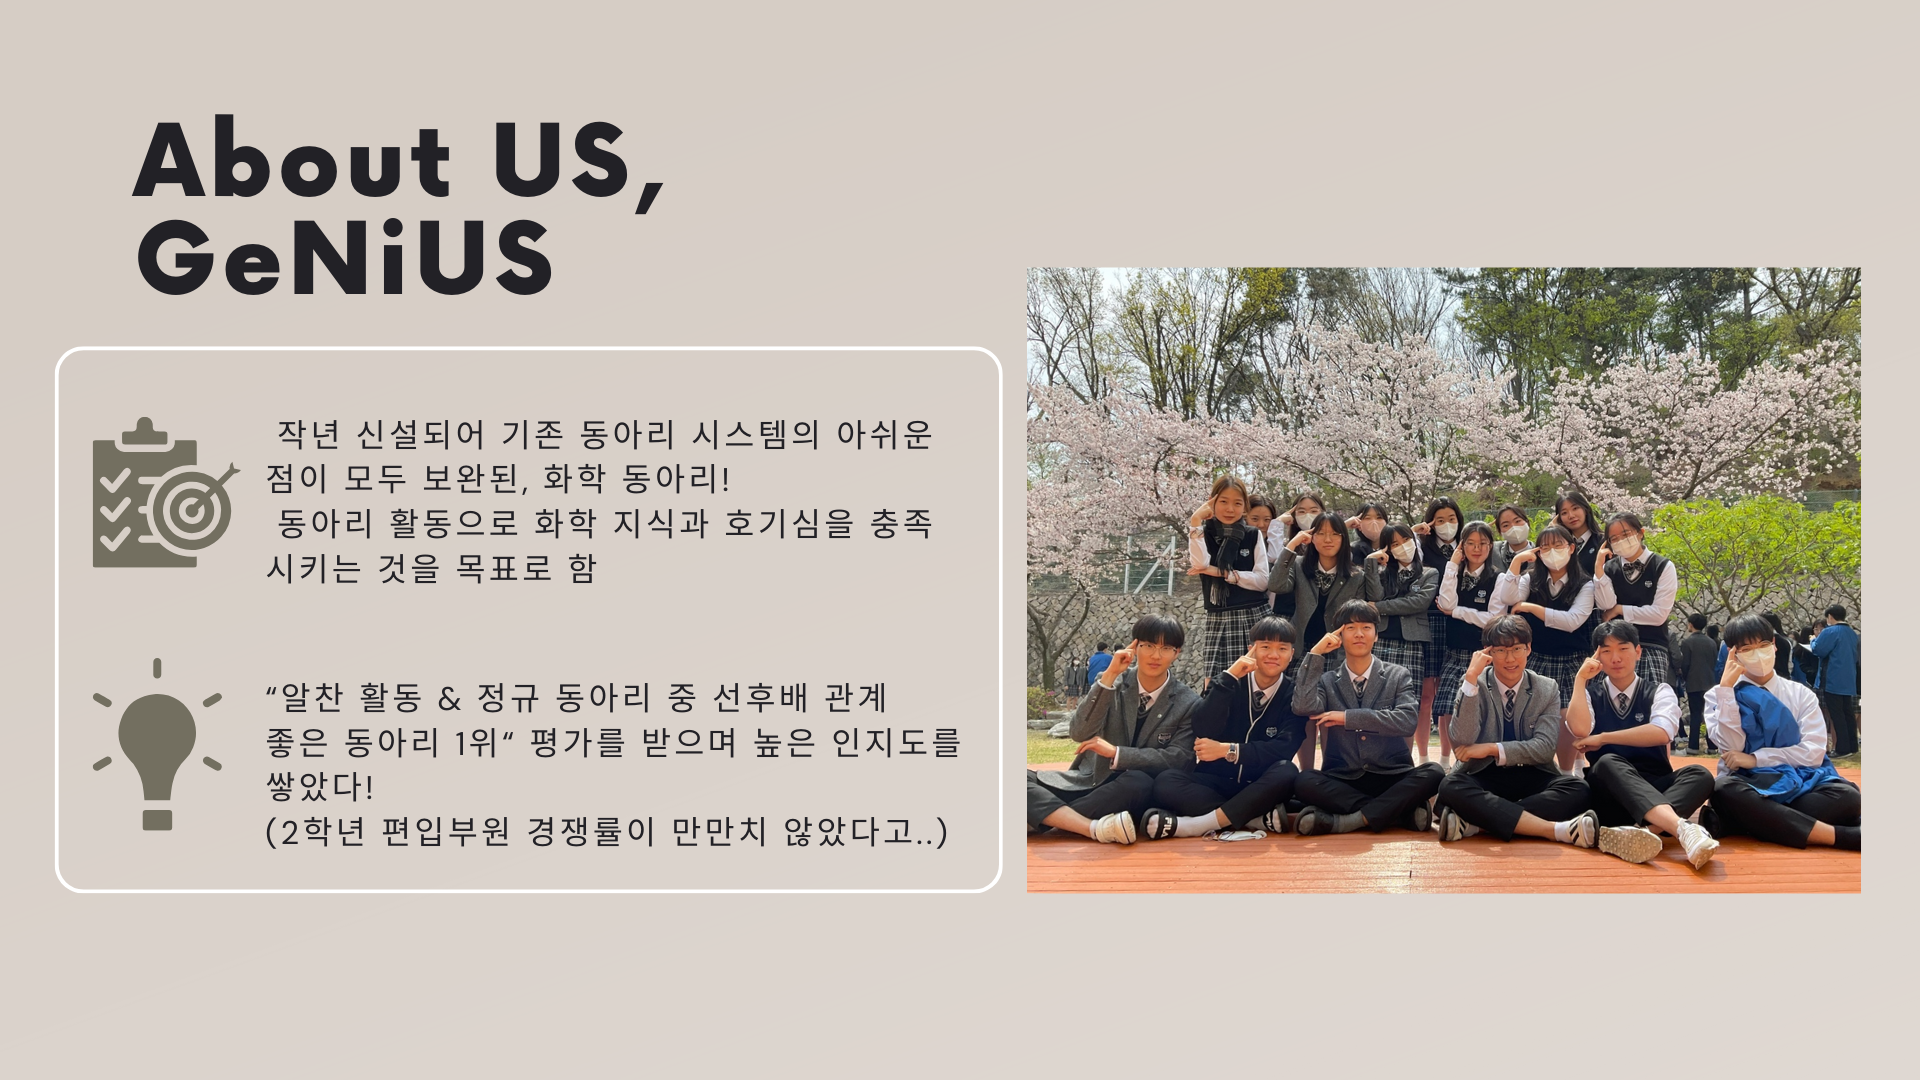 About US,
GeNiUS
작년 신설되어 기존 동아리 시스템의 아쉬운
점이 모두 보완된, 화학 동아리!
동아리 활동으로 화학 지식과 호기심을 충족
시키는 것을 목표로 함
“알찬 활동 & 정규 동아리 중 선후배 관계
좋은 동아리 1위“ 평가를 받으며 높은 인지도를
쌓았다!
(2학년 편입부원 경쟁률이 만만치 않았다고..)
FILA